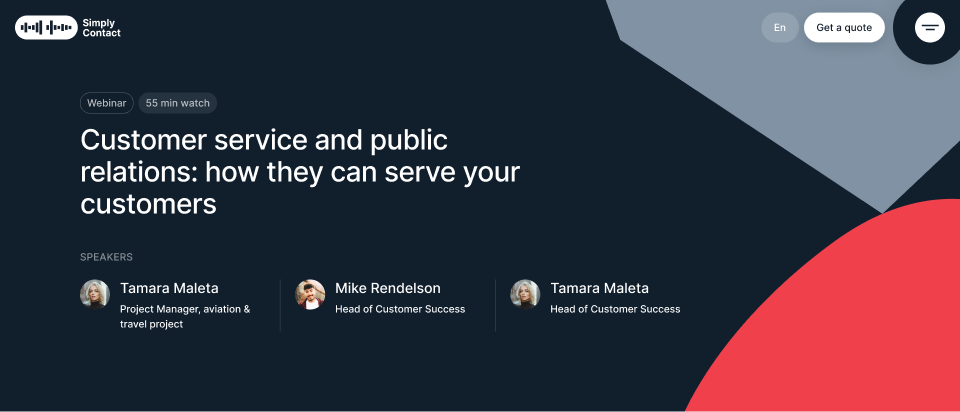 Simply
Contact
En
Get a quote
Webinar
55 min watch
Customer service and public
relations: how they can serve your
customers
SPEAKERS
Tamara Maleta
Project Manager, aviation &
travel project
Mike Rendelson
Head of Customer Success
Tamara Maleta
Head of Customer Success